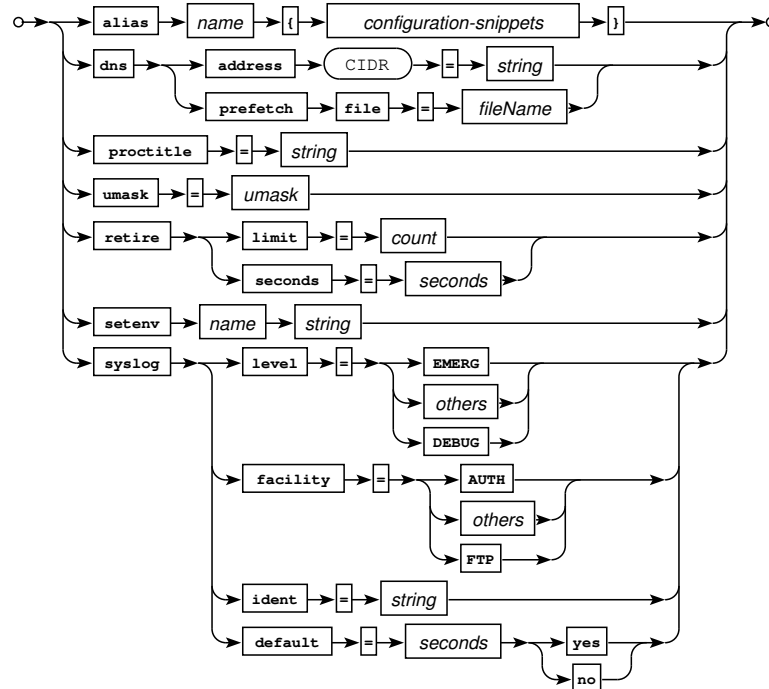 alias name { configuration-snippets }
dns address CIDR = string
prefetch file = fileName
proctitle = string
umask = umask
retire limit = count
seconds = seconds
setenv name string
syslog level = EMERG
others
DEBUG
facility = AUTH
others
FTP
ident = string
default = seconds yes
no